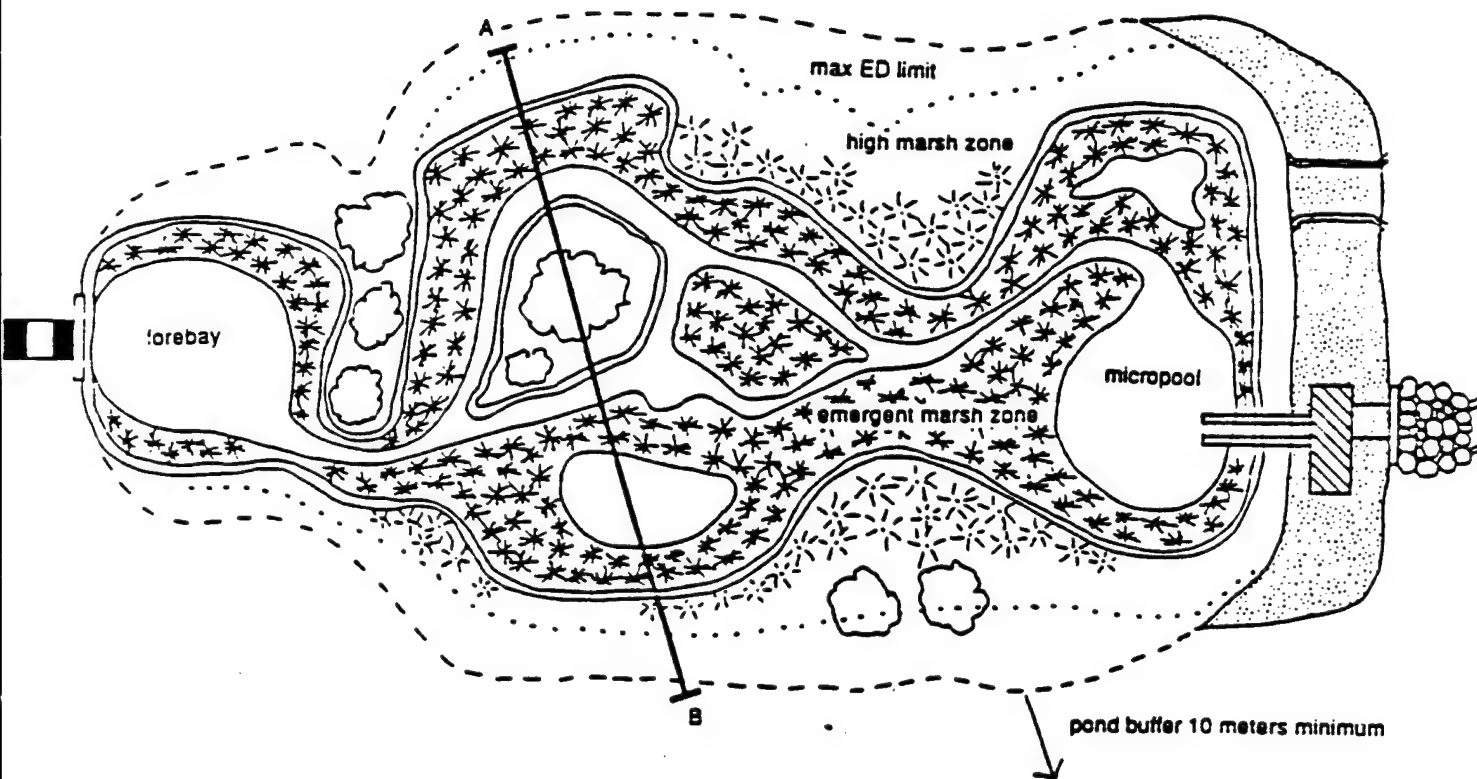 A
max ED limit
high marsh zone
forebay
micropool
emergent marsh zone
B
pond buffer 10 meters minimum